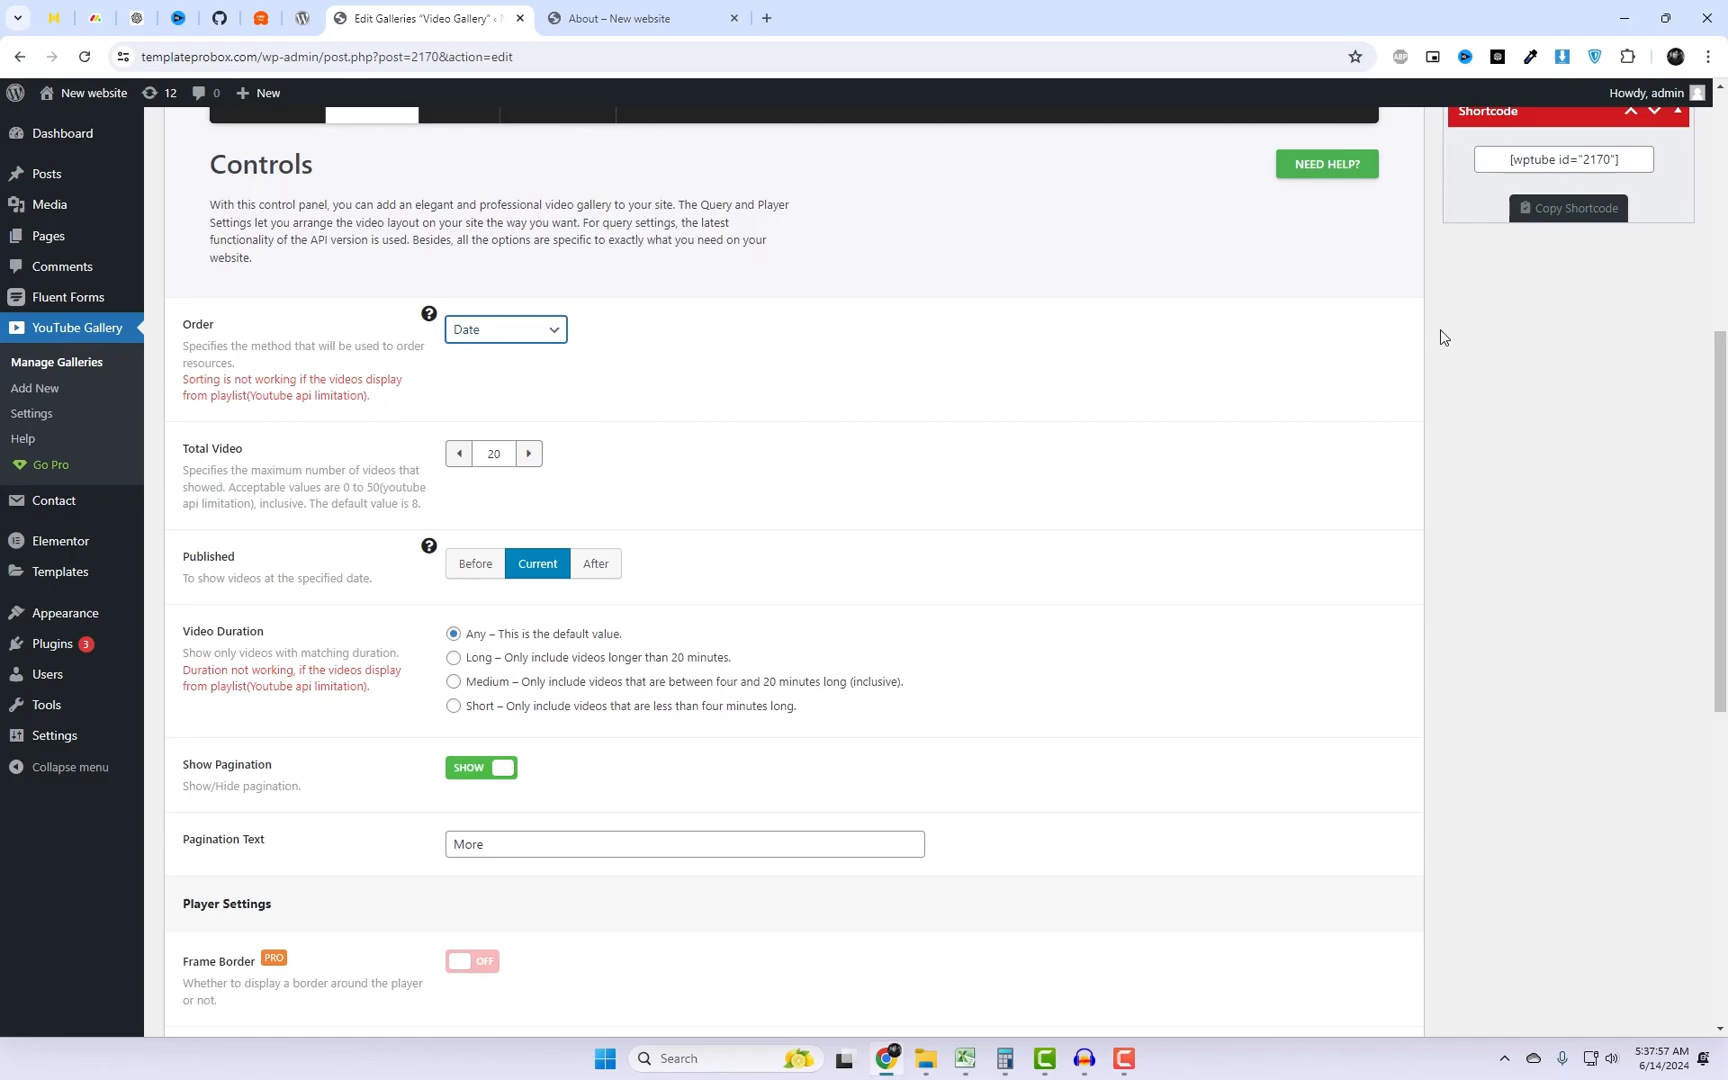 Edit Galleries "Video Gallery" ‹
About – New website
templateprobox.com/wp-admin/post.php?post=2170&action=edit
ABP
New website
12
0
New
Howdy, admin
Dashboard
Posts
Media
Pages
Comments
Fluent Forms
YouTube Gallery
Manage Galleries
Add New
Settings
Help
Go Pro
Contact
Elementor
Templates
Appearance
Plugins 3
Users
Tools
Settings
Collapse menu
Controls
NEED HELP?
With this control panel, you can add an elegant and professional video gallery to your site. The Query and Player
Settings let you arrange the video layout on your site the way you want. For query settings, the latest
functionality of the API version is used. Besides, all the options are specific to exactly what you need on your
website.
Order
Specifies the method that will be used to order
resources.
Sorting is not working if the videos display
from playlist(Youtube api limitation).
?
Date
Total Video
Specifies the maximum number of videos that
showed. Acceptable values are 0 to 50(youtube
api limitation), inclusive. The default value is 8.
20
Published
To show videos at the specified date.
?
Before Current After
Video Duration
Show only videos with matching duration.
Duration not working, if the videos display
from playlist(Youtube api limitation).
Any – This is the default value.
Long – Only include videos longer than 20 minutes.
Medium – Only include videos that are between four and 20 minutes long (inclusive).
Short – Only include videos that are less than four minutes long.
Show Pagination
Show/Hide pagination.
SHOW
Pagination Text
More
Player Settings
Frame Border PRO
Whether to display a border around the player
or not.
OFF
Shortcode
[wptube id="2170"]
Copy Shortcode
Search
5:37:57 AM
6/14/2024